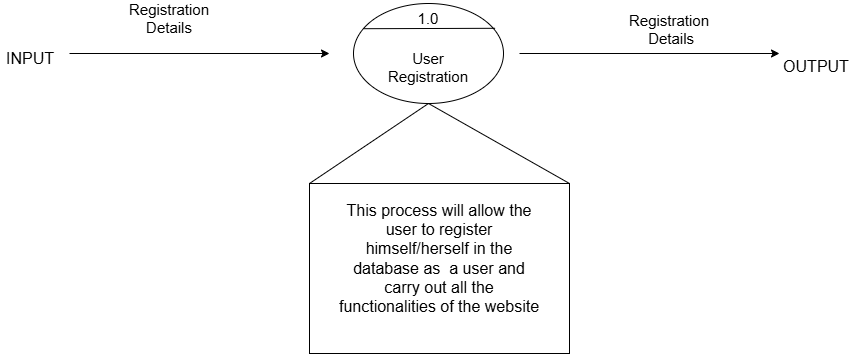 Registration
Details
INPUT
1.0
User
Registration
Registration
Details
OUTPUT
This process will allow the
user to register
himself/herself in the
database as  a user and
carry out all the
functionalities of the website